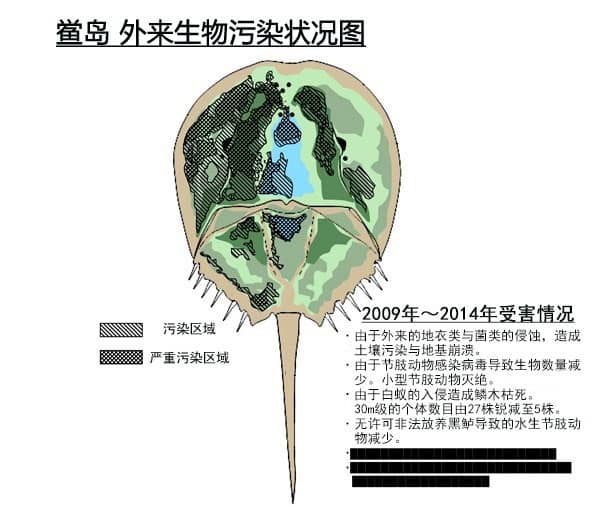 鲎岛 外来生物污染状况图
污染区域
严重污染区域
2009年～2014年受害情况
·由于外来的地衣类与菌类的侵蚀，造成
土壤污染与地基崩溃。
·由于节肢动物感染病毒导致生物数量减
少。小型节肢动物灭绝。
·由于白蚁的入侵造成鳞木枯死。
30m级的个体数目由27株锐减至5株。
·无许可非法放养黑鲈导致的水生节肢动
物减少。